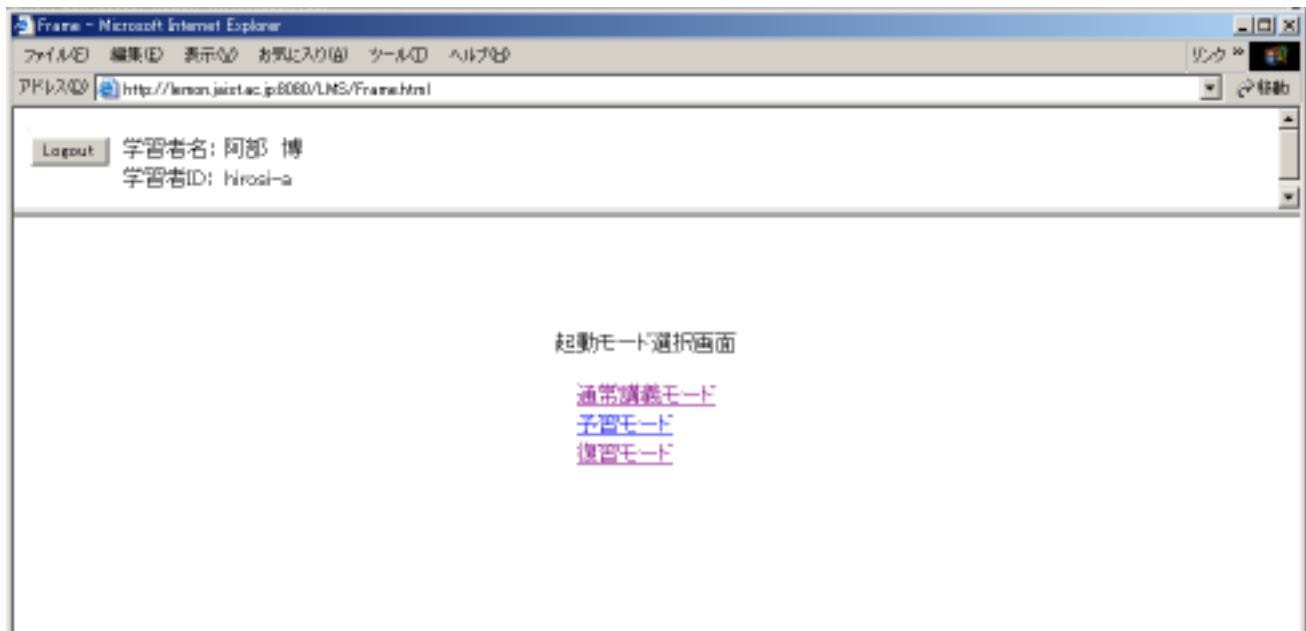 Frame - Microsoft Internet Explorer
ファイル(F) 編集(E) 表示(V) お気に入り(A) ツール(T) ヘルプ(H) リンク »
アドレス(D) http://lemon.jaist.ac.jp:8080/LMS/Frame.html 移動
Logout 学習者名: 阿部 博
学習者ID: hirosi-a
起動モード選択画面
通常講義モード
予習モード
復習モード